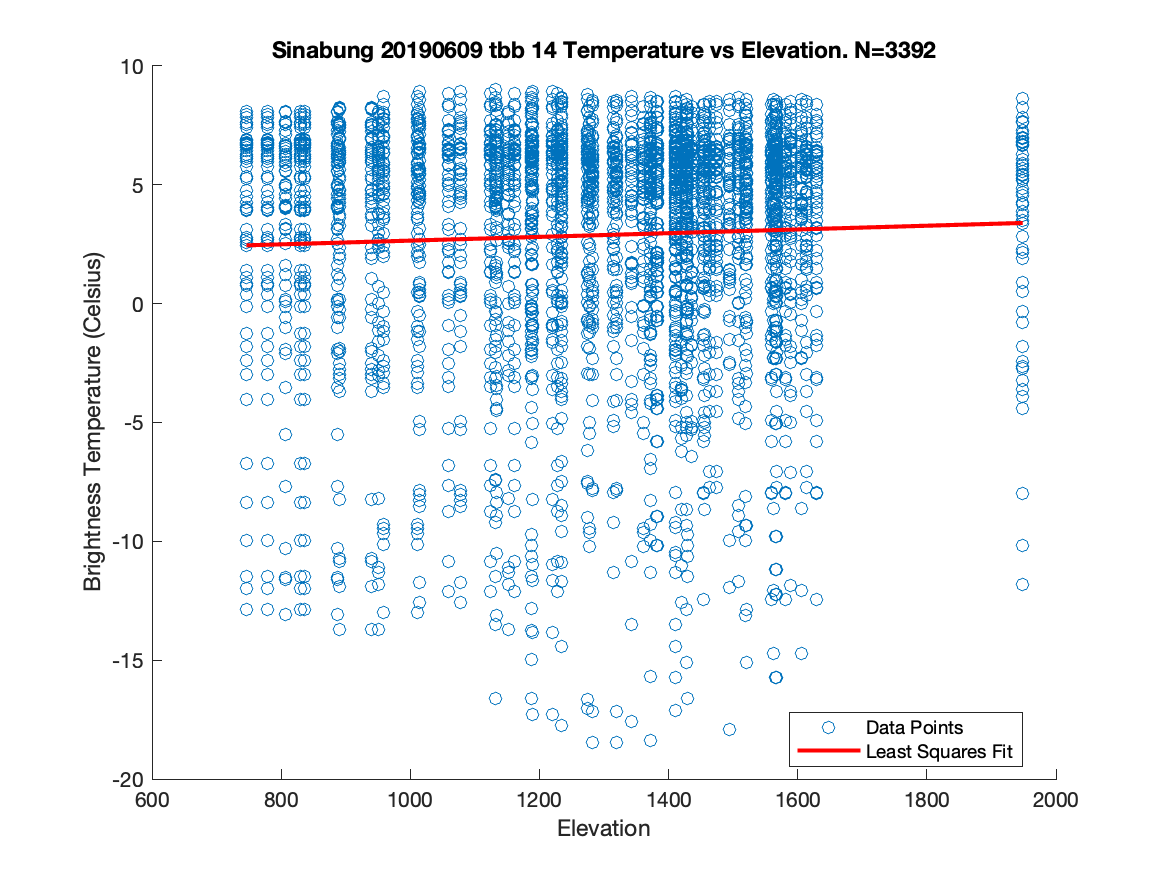 Sinabung 20190609 tbb 14 Temperature vs Elevation. N=3392
10
5
0
-5
-10
-15
-20
Brightness Temperature (Celsius)
Data Points
Least Squares Fit
600 800 1000 1200 1400 1600 1800 2000
Elevation